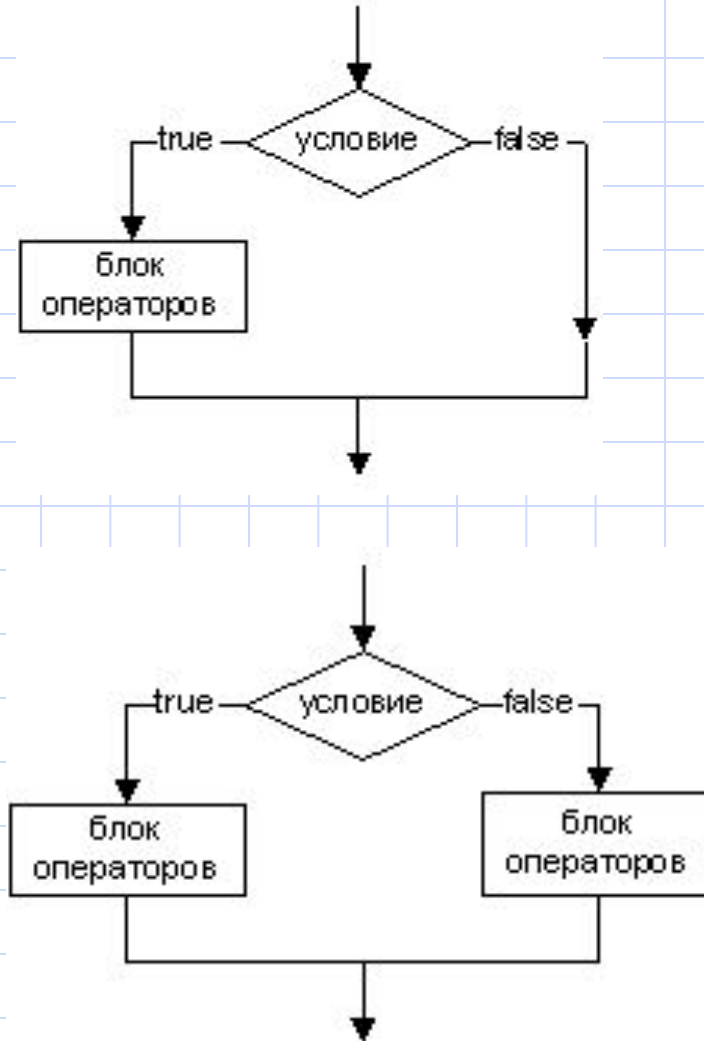 true условие false
блок
операторов
true условие false
блок
операторов
блок
операторов